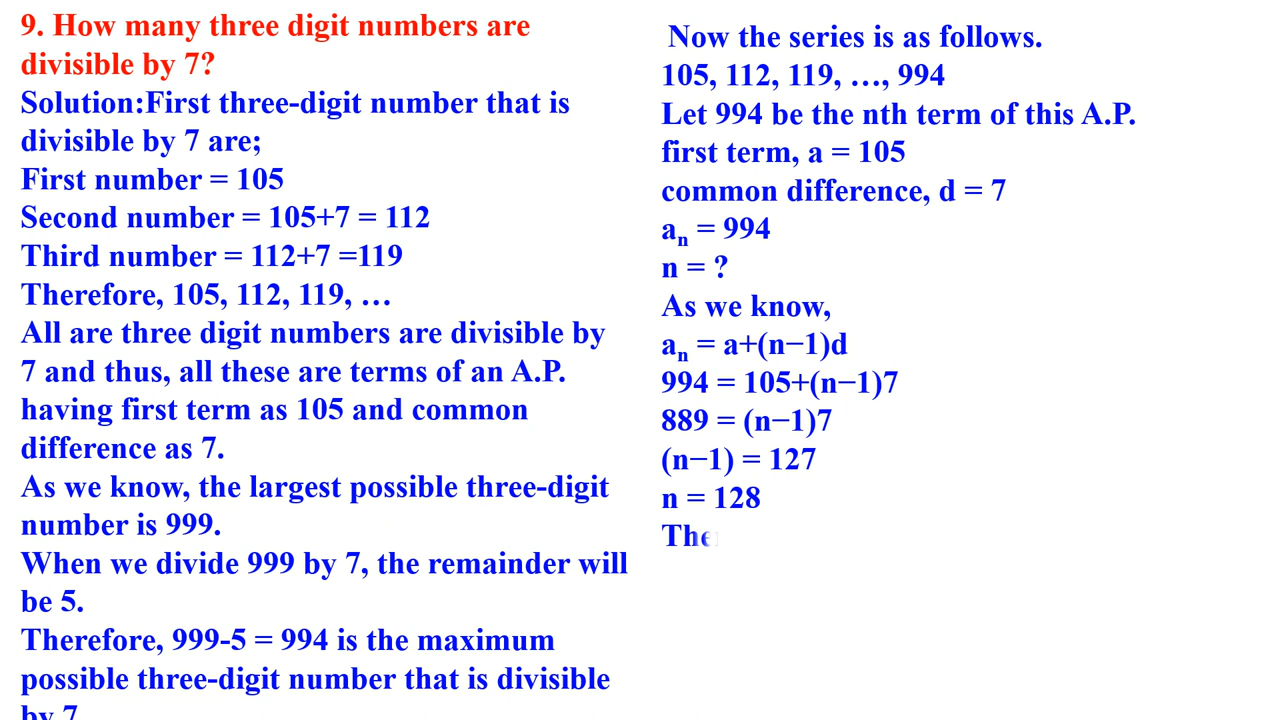 9. How many three digit numbers are
divisible by 7?
Solution:First three-digit number that is
divisible by 7 are;
First number = 105
Second number = 105+7 = 112
Third number = 112+7 =119
Therefore, 105, 112, 119, …
All are three digit numbers are divisible by
7 and thus, all these are terms of an A.P.
having first term as 105 and common
difference as 7.
As we know, the largest possible three-digit
number is 999.
When we divide 999 by 7, the remainder will
be 5.
Therefore, 999-5 = 994 is the maximum
possible three-digit number that is divisible
by 7
Now the series is as follows.
105, 112, 119, …, 994
Let 994 be the nth term of this A.P.
first term, a = 105
common difference, d = 7
aₙ = 994
n = ?
As we know,
aₙ = a+(n−1)d
994 = 105+(n−1)7
889 = (n−1)7
(n−1) = 127
n = 128
The